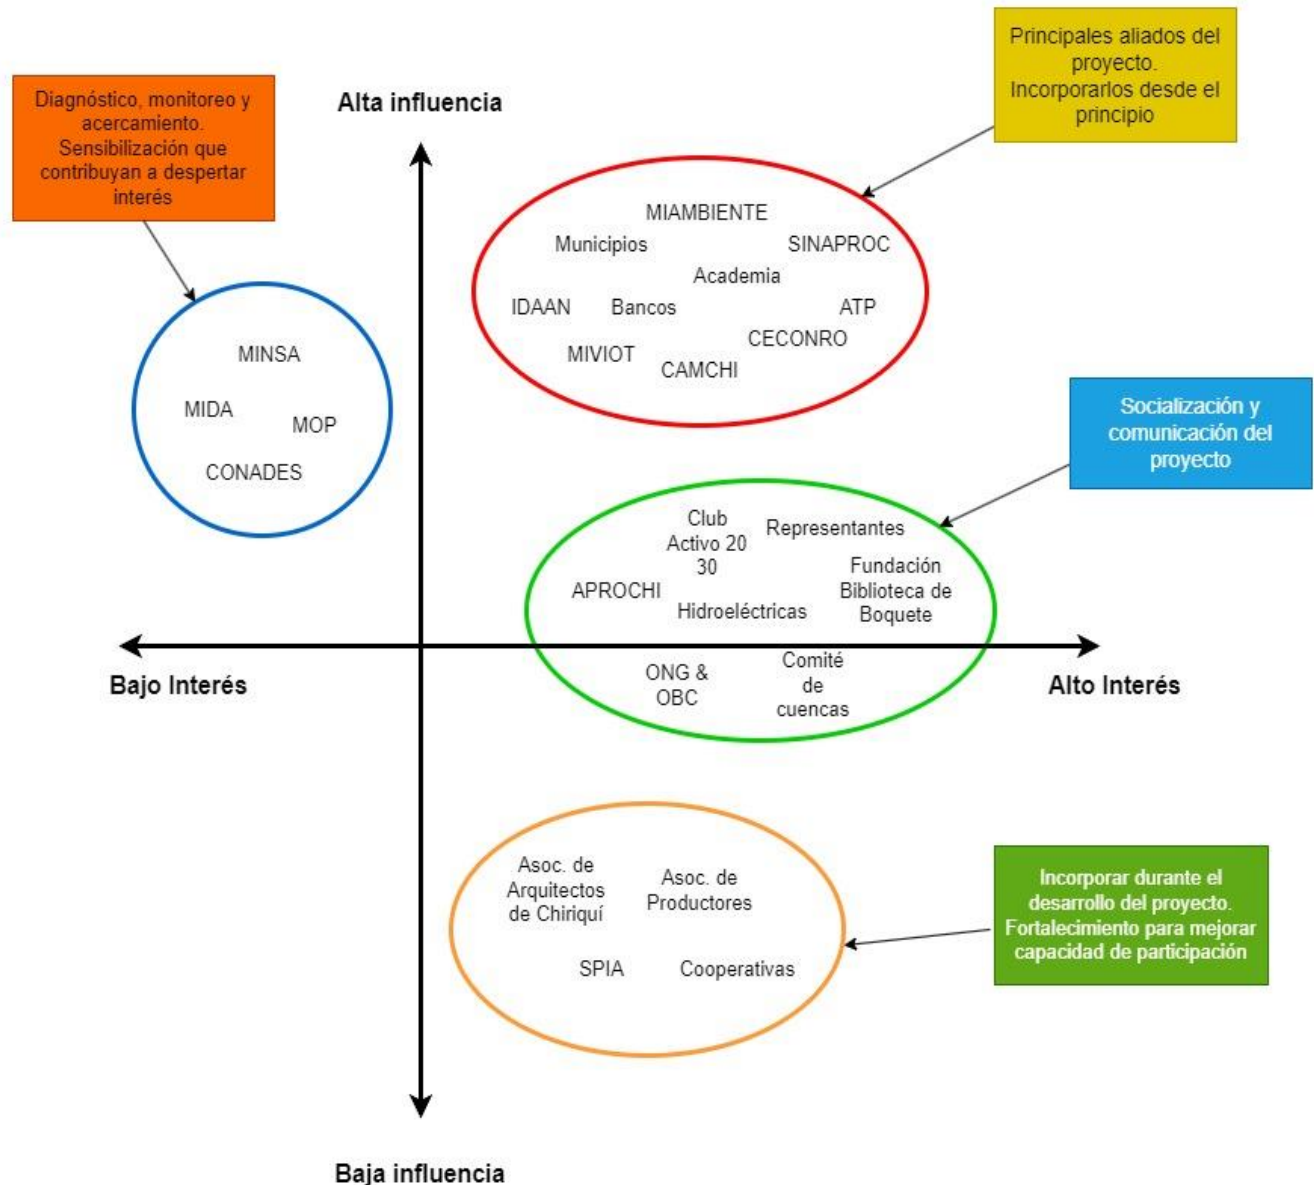 Principales aliados del
proyecto.
Incorporarlos desde el
principio
Diagnóstico, monitoreo y
acercamiento.
Sensibilización que
contribuyan a despertar
interés
Alta influencia
MIAMBIENTE
Municipios
SINAPROC
Academia
IDAAN
Bancos
ATP
CECONRO
MIVIOT
CAMCHI
MINSA
MIDA
MOP
CONADES
Socialización y
comunicación del
proyecto
Club
Activo 20
30
Representantes
Fundación
Biblioteca de
Boquete
APROCHI
Hidroeléctricas
ONG &
OBC
Comité
de
cuencas
Bajo Interés
Alto Interés
Asoc. de
Arquitectos
de Chiriquí
Asoc. de
Productores
SPIA
Cooperativas
Incorporar durante el
desarrollo del proyecto.
Fortalecimiento para mejorar
capacidad de participación
Baja influencia